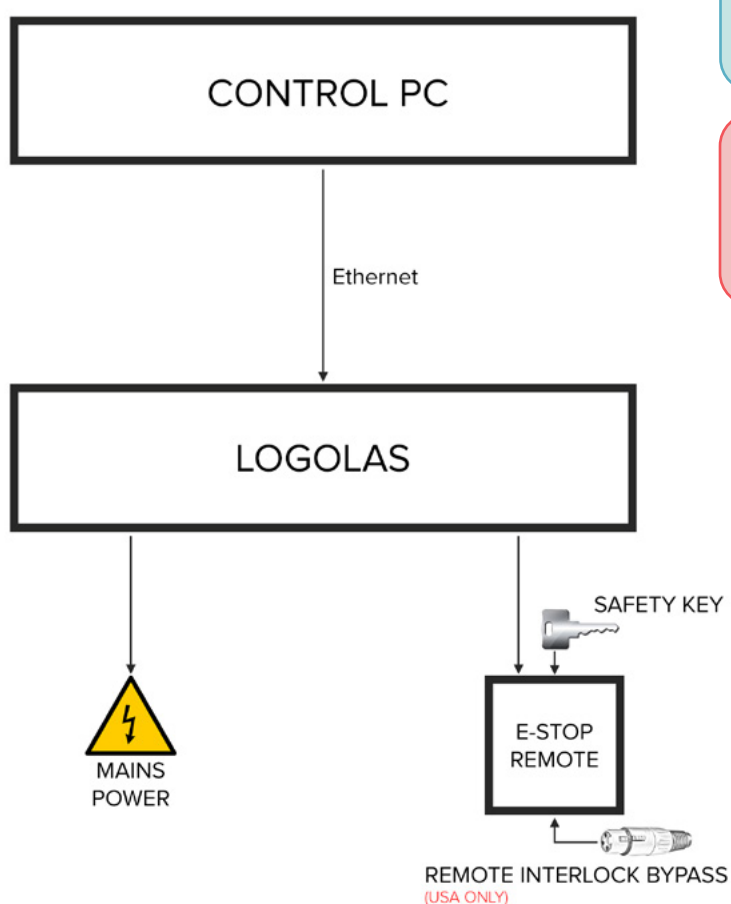 CONTROL PC
Ethernet
LOGOLAS
SAFETY KEY
E-STOP
REMOTE
MAINS
POWER
REMOTE INTERLOCK BYPASS
(USA ONLY)